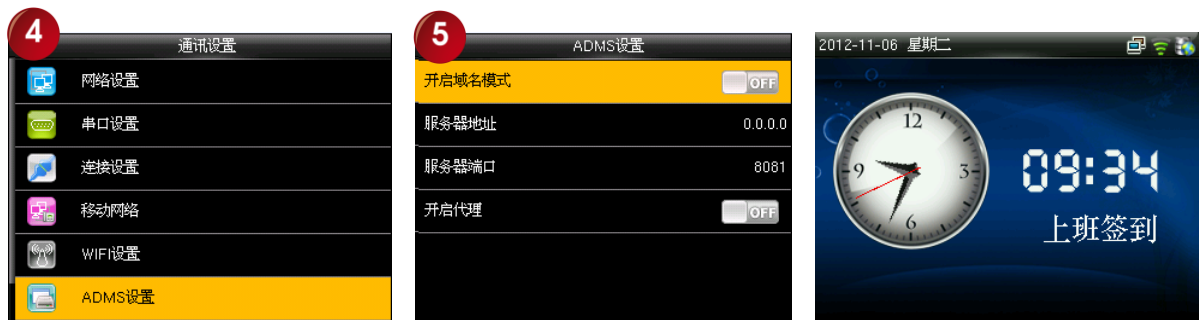 4
通讯设置
网络设置
串口设置
连接设置
移动网络
WIFI设置
ADMS设置
5
ADMS设置
开启域名模式 OFF
服务器地址 0.0.0.0
服务器端口 8081
开启代理 OFF
2012-11-06 星期二
12
9 3
6
09:34
上班签到